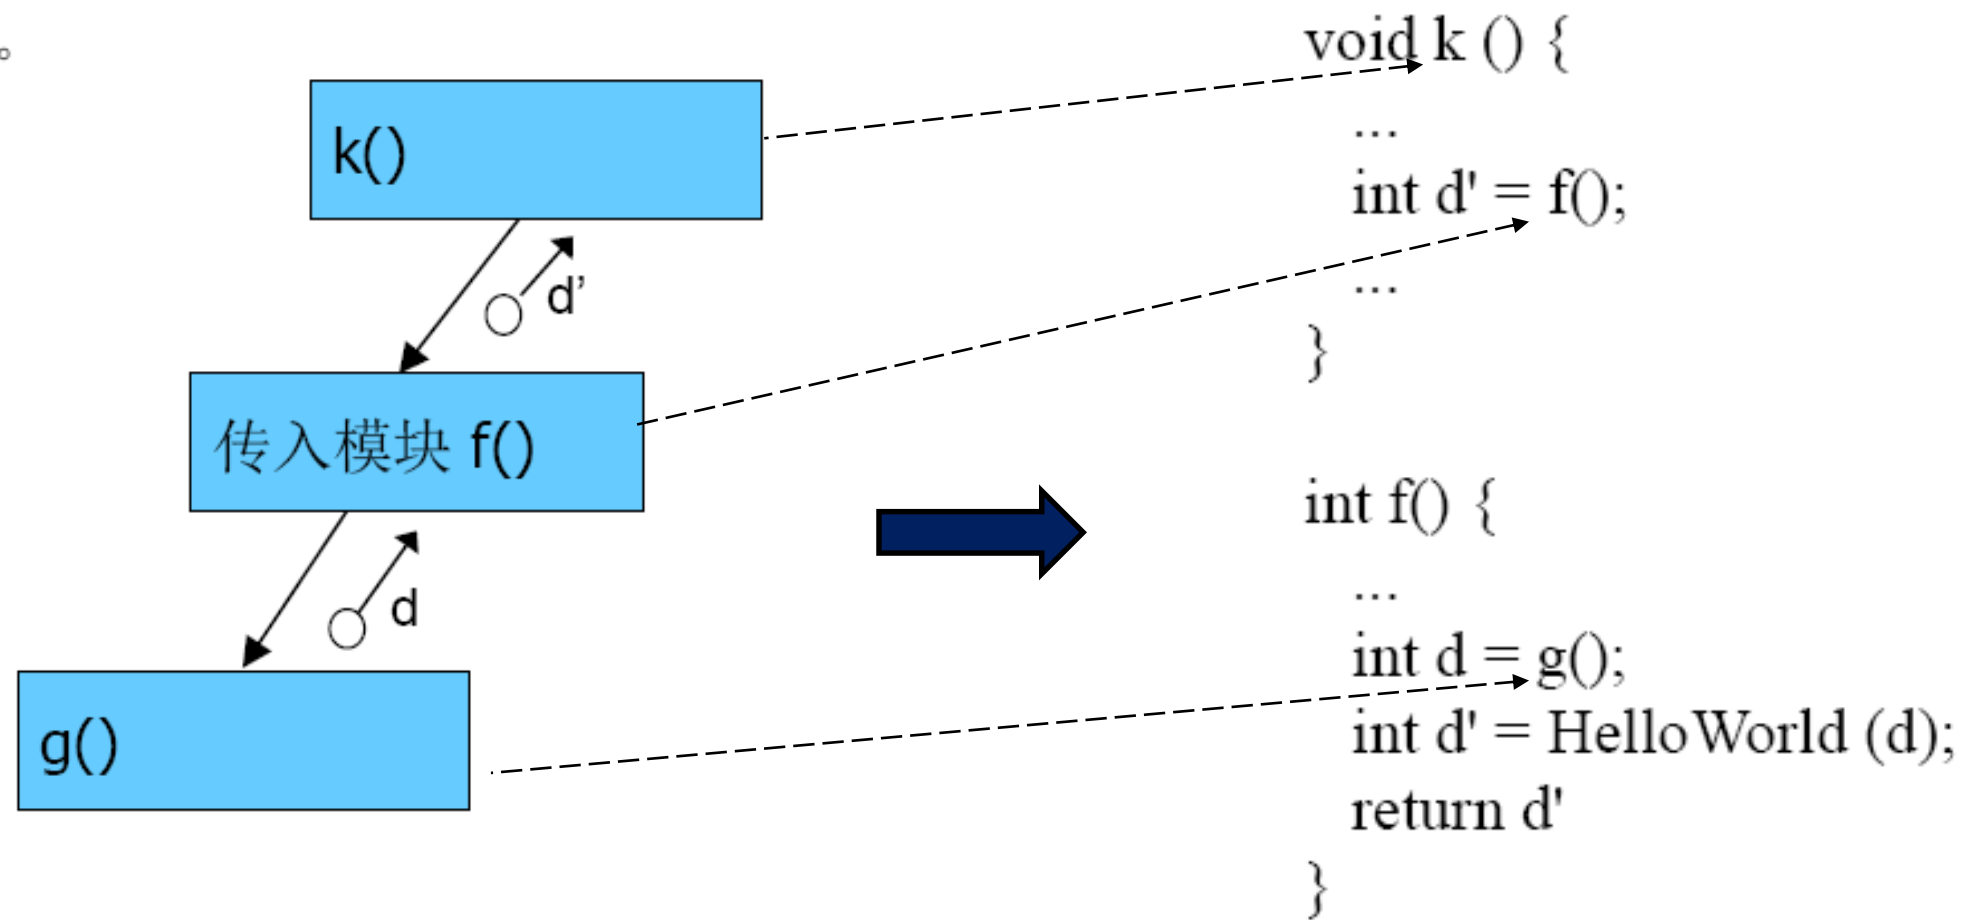 。
k()
d’
传入模块 f()
d
g()
void k () {
...
int d' = f();
...
}
int f() {
...
int d = g();
int d' = HelloWorld (d);
return d'
}